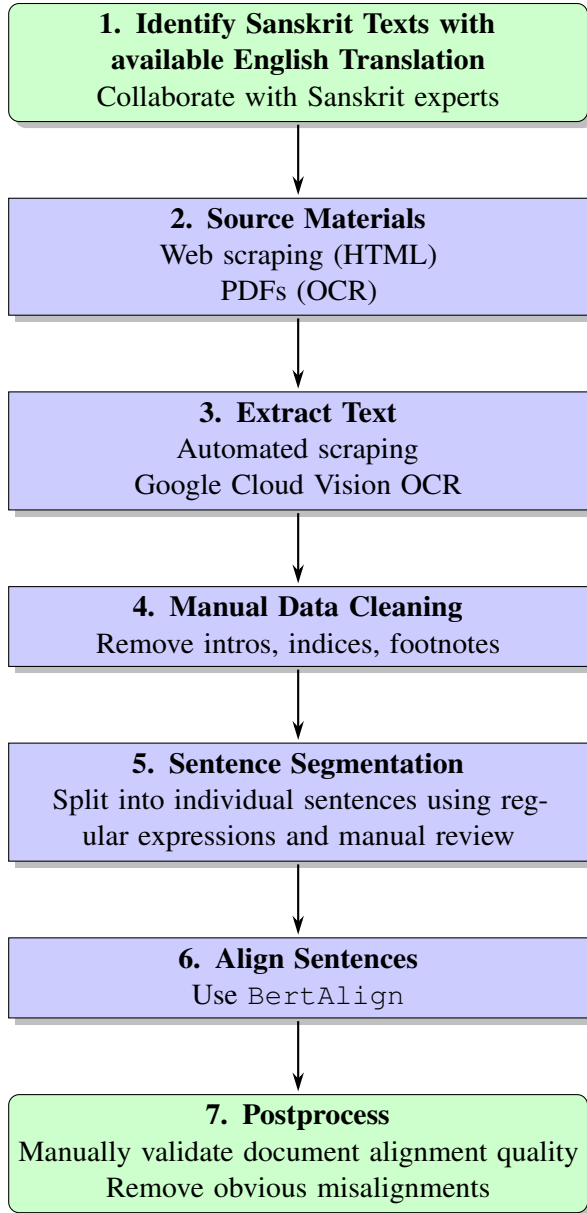 1. Identify Sanskrit Texts with
available English Translation
Collaborate with Sanskrit experts
2. Source Materials
Web scraping (HTML)
PDFs (OCR)
3. Extract Text
Automated scraping
Google Cloud Vision OCR
4. Manual Data Cleaning
Remove intros, indices, footnotes
5. Sentence Segmentation
Split into individual sentences using reg-
ular expressions and manual review
6. Align Sentences
Use BertAlign
7. Postprocess
Manually validate document alignment quality
Remove obvious misalignments